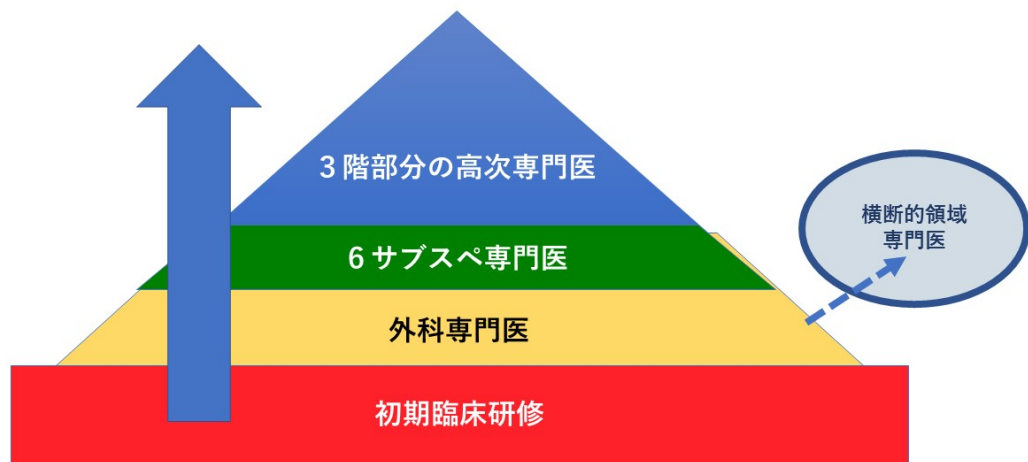 ３階部分の高次専門医
６サブスペ専門医
外科専門医
初期臨床研修
横断的領域
専門医